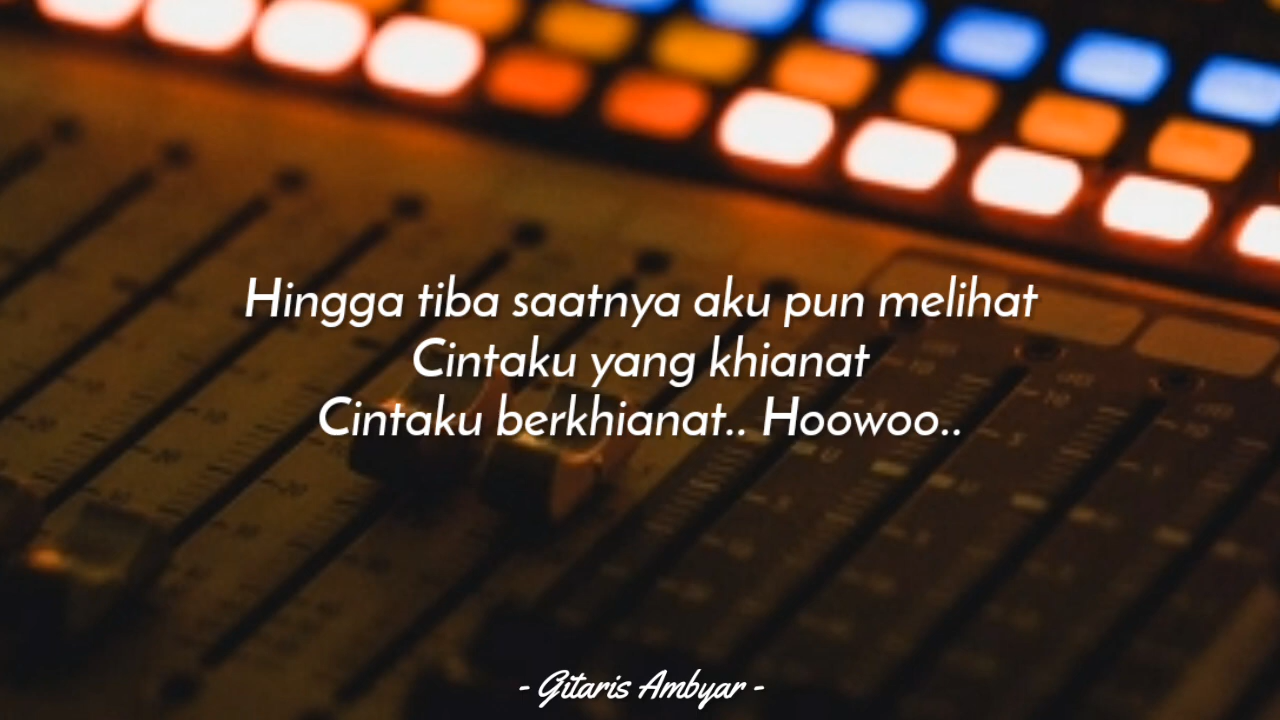 Hingga tiba saatnya aku pun melihat
Cintaku yang khianat
Cintaku berkhianat.. Hoowoo..
- Gitaris Ambyar -